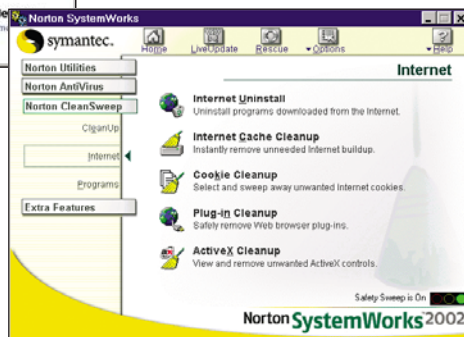 Norton SystemWorks
symantec.
Home
LiveUpdate
Rescue
Options
Help
Norton Utilities
Norton AntiVirus
Norton CleanSweep
CleanUp
Internet
Programs
Extra Features
Internet
Internet Uninstall
Uninstall programs downloaded from the Internet.
Internet Cache Cleanup
Instantly remove unneeded Internet buildup.
Cookie Cleanup
Select and sweep away unwanted Internet cookies.
Plug-in Cleanup
Safely remove Web browser plug-ins.
ActiveX Cleanup
View and remove unwanted ActiveX controls.
Safety Sweep is On
Norton SystemWorks 2002